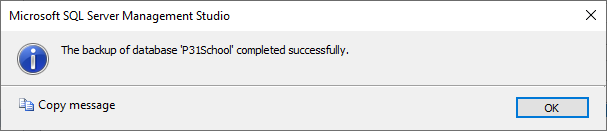 Microsoft SQL Server Management Studio
The backup of database 'P31School' completed successfully.
Copy message
OK